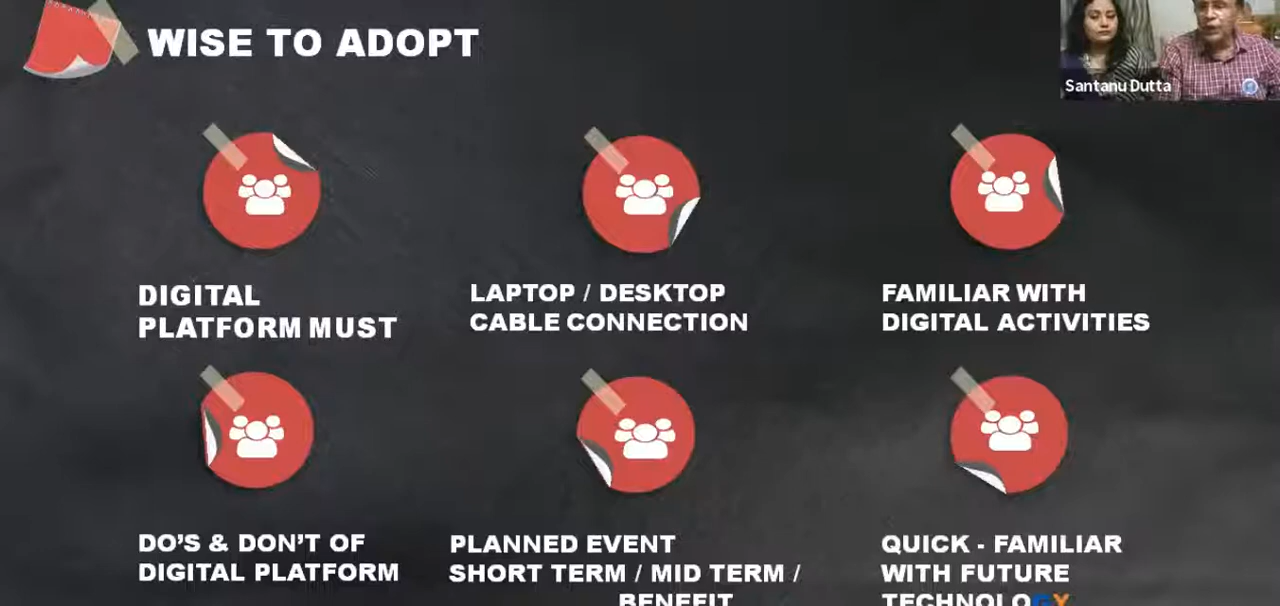 WISE TO ADOPT
Santanu Dutta
DIGITAL
PLATFORM MUST
LAPTOP / DESKTOP
CABLE CONNECTION
FAMILIAR WITH
DIGITAL ACTIVITIES
DO'S & DON'T OF
DIGITAL PLATFORM
PLANNED EVENT
SHORT TERM / MID TERM /
BENEFIT
QUICK - FAMILIAR
WITH FUTURE
TECHNOLOGY